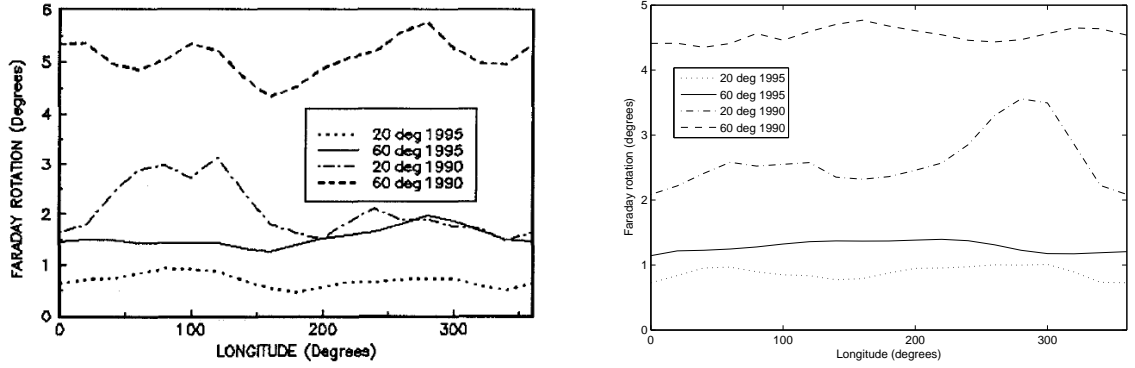 FARADAY ROTATION (Degrees)
6
5
4
3
2
1
0
20 deg 1995
60 deg 1995
20 deg 1990
60 deg 1990
0
100
200
300
LONGITUDE (Degrees)
Faraday rotation (degrees)
5
4
3
2
1
0
20 deg 1995
60 deg 1995
20 deg 1990
60 deg 1990
0
100
200
300
Longitude (degrees)